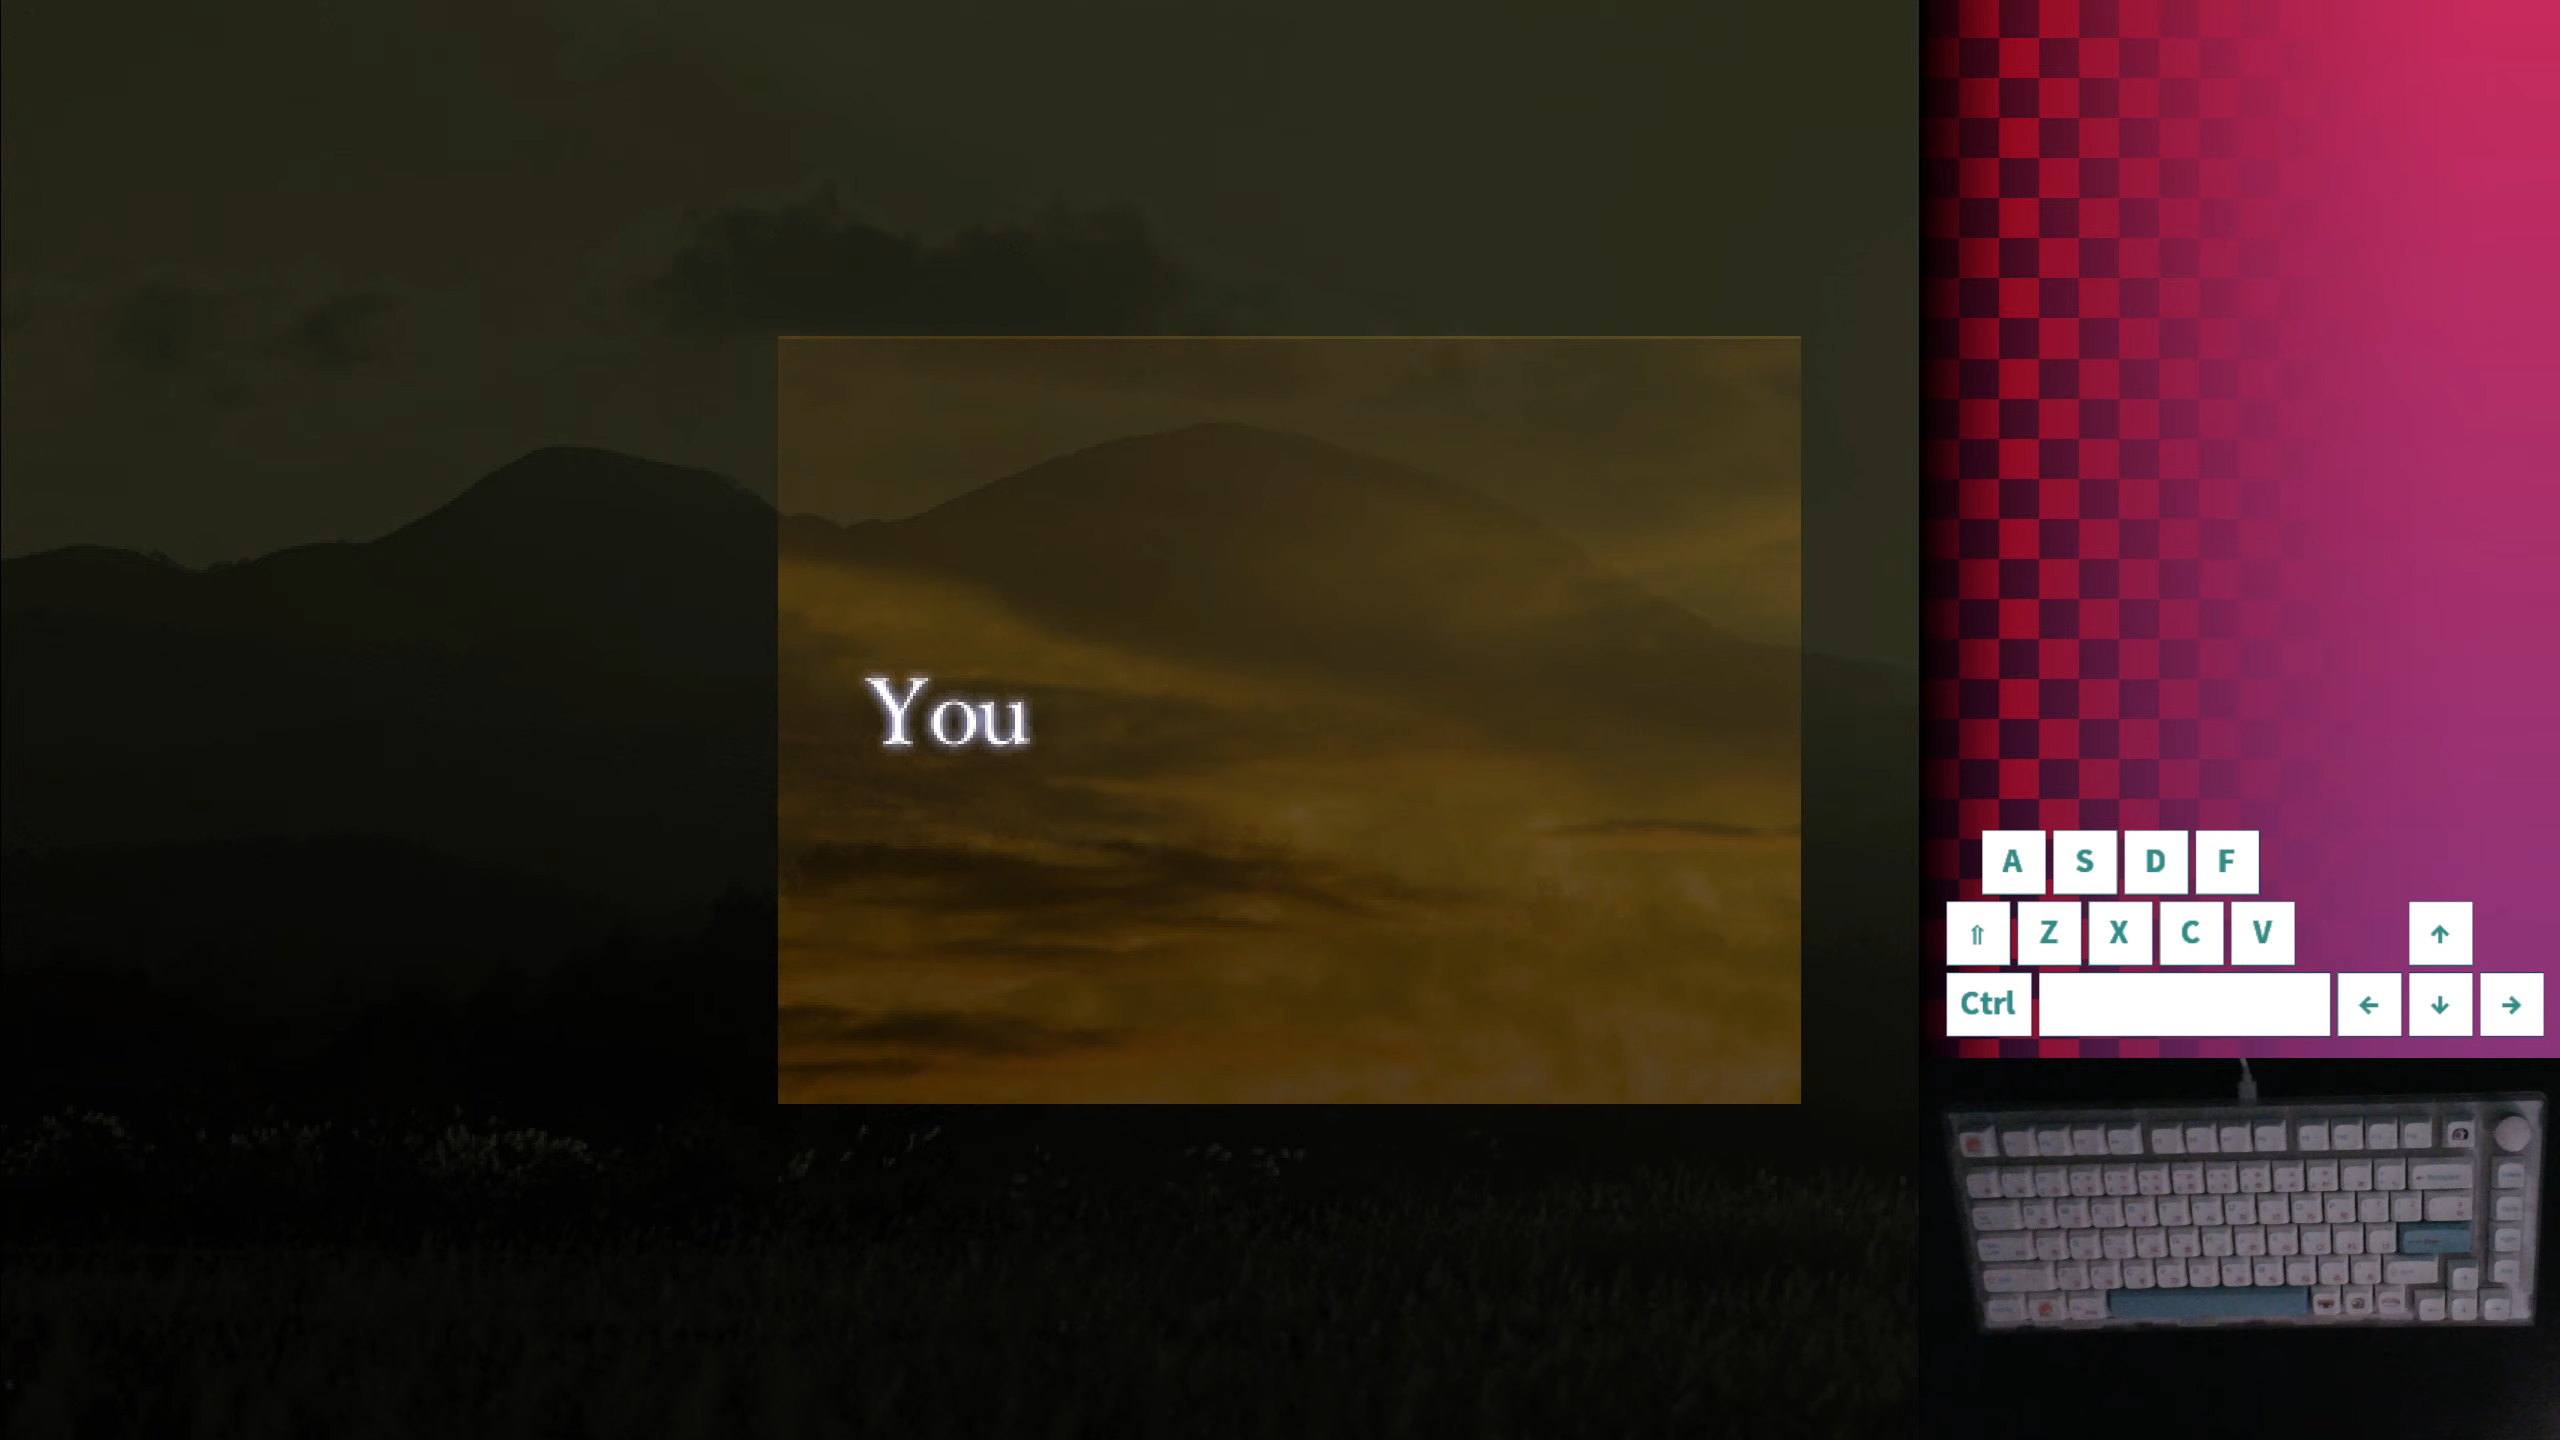 You
A S D F
⇧ Z X C V ↑
Ctrl ← ↓ →